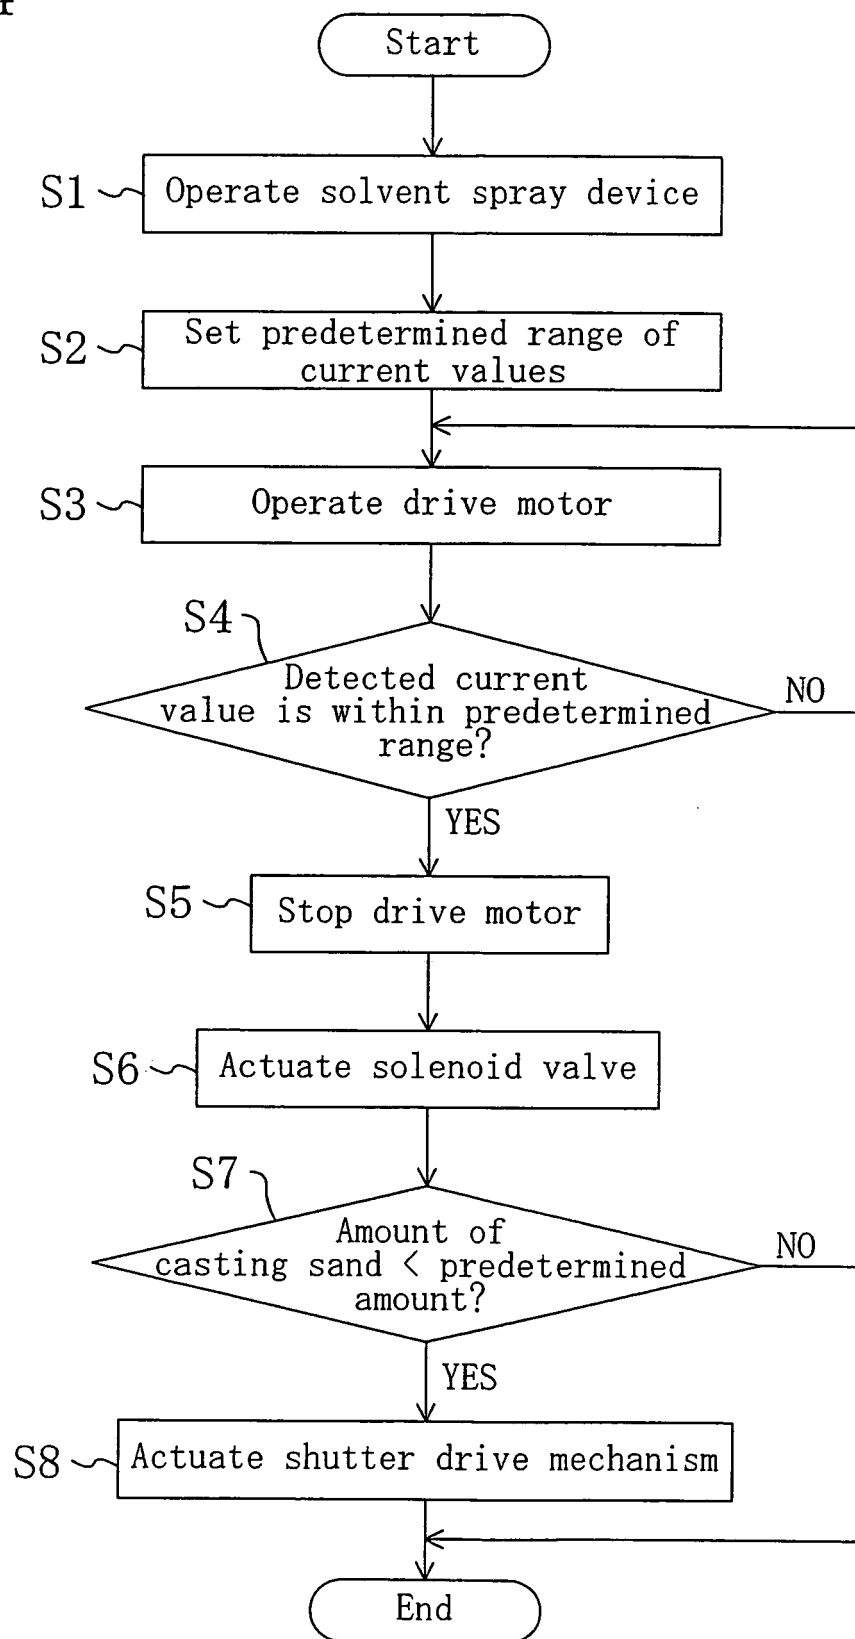 Start
S1
Operate solvent spray device
S2
Set predetermined range of
current values
S3
Operate drive motor
S4
Detected current
value is within predetermined
range?
NO
YES
S5
Stop drive motor
S6
Actuate solenoid valve
S7
Amount of
casting sand < predetermined
amount?
NO
YES
S8
Actuate shutter drive mechanism
End